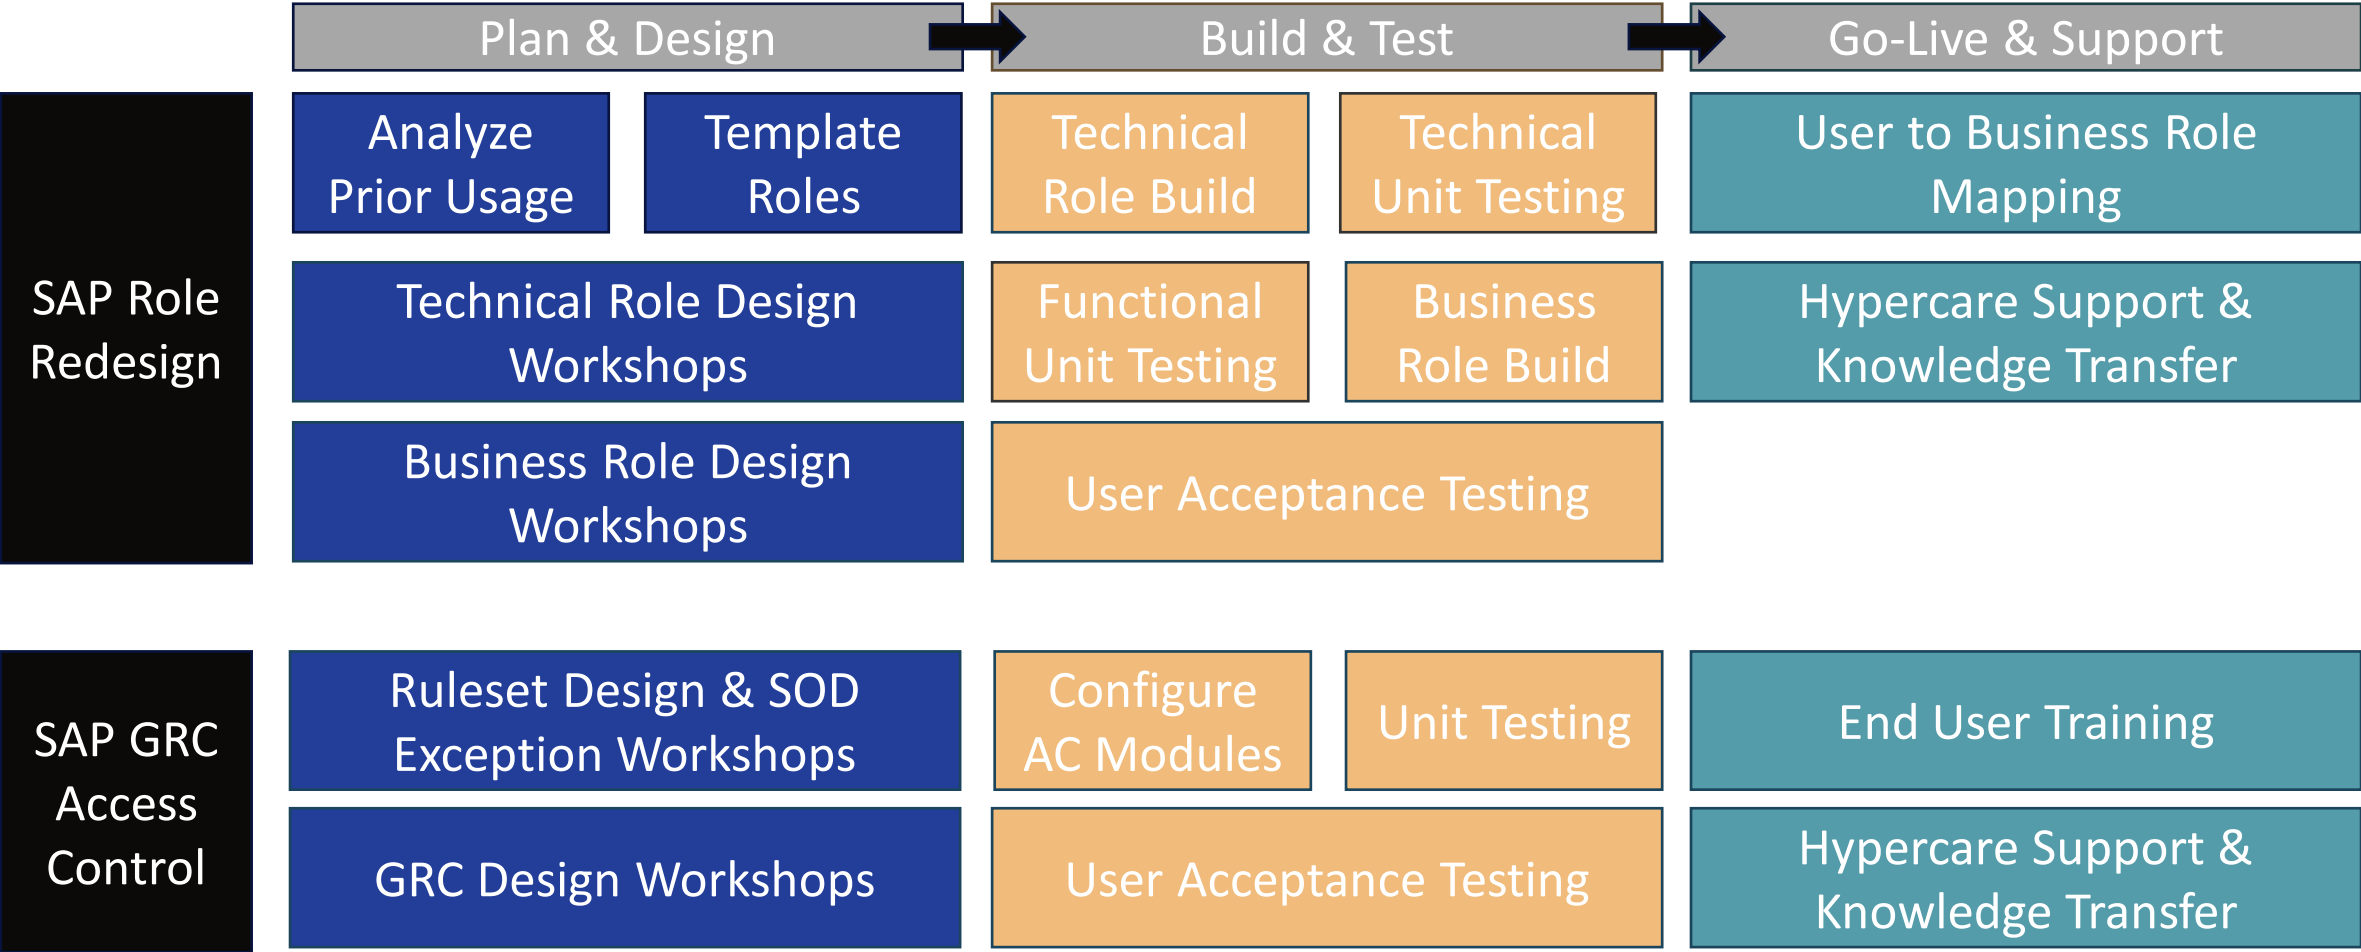 Plan & Design
Build & Test
Go-Live & Support
SAP Role
Redesign
Analyze
Prior Usage
Template
Roles
Technical
Role Build
Technical
Unit Testing
User to Business Role
Mapping
Technical Role Design
Workshops
Functional
Unit Testing
Business
Role Build
Hypercare Support &
Knowledge Transfer
Business Role Design
Workshops
User Acceptance Testing
SAP GRC
Access
Control
Ruleset Design & SOD
Exception Workshops
Configure
AC Modules
Unit Testing
End User Training
GRC Design Workshops
User Acceptance Testing
Hypercare Support &
Knowledge Transfer